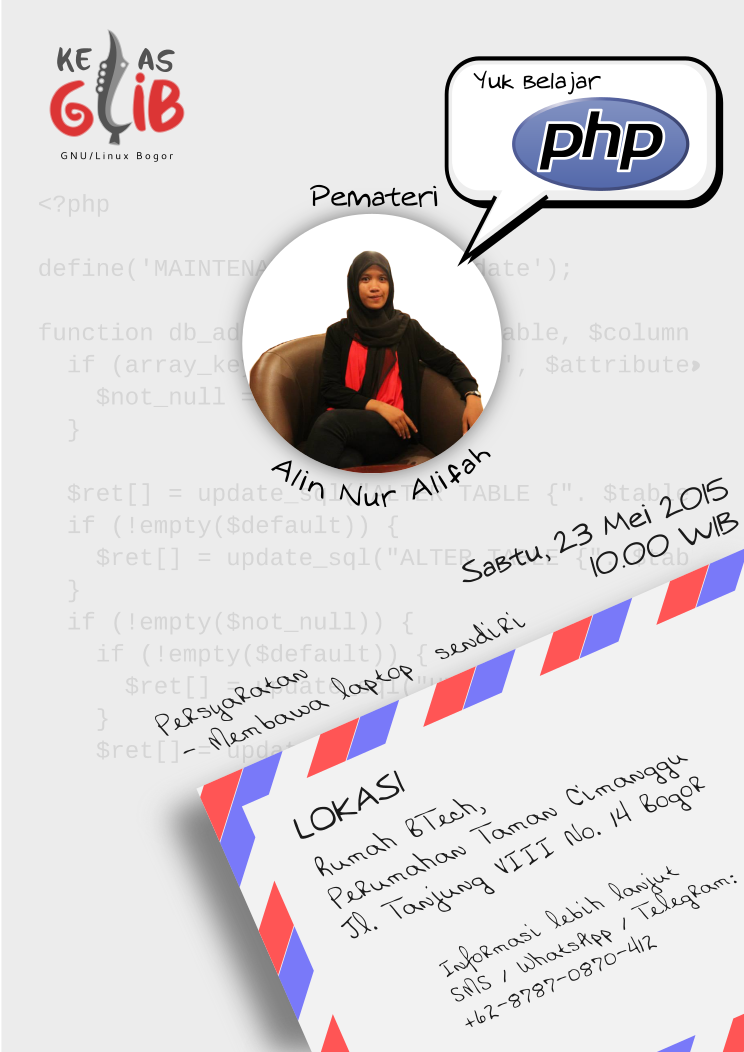 KELAS
GLiB
GNU/Linux Bogor
Yuk Belajar
php
Pemateri
<?php
define('MAINTENA
date');
function db_ad
able, $column
if (array_ke
', $attribute
$not_null =
}
Alin Nur Alifah
$ret[] = update_sql("ALTER TABLE {". $table
if (!empty($default)) {
$ret[] = update_sql("ALTER TABLE {". $tab
}
if (!empty($not_null)) {
if (!empty($default)) {
$ret[] = update_sql("U
}
$ret[] = updat
Sabtu, 23 Mei 2015
10.00 WIB
Persyaratan
- Membawa laptop sendiri
LOKASI
Rumah BTech,
Perumahan Taman Cimanggu
Jl. Tanjung VIII No. 14 Bogor
Informasi lebih lanjut
SMS / WhatsApp / Telegram:
+62-8787-0870-412